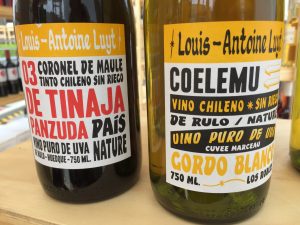 Louis-Antoine Luyt
03 CORONEL DE MAULE
TINTO CHILENO SIN RIEGO
DE TINAJA
PANZUDA PAÍS
VINO PURO DE UVA NATURE
750 ML.
Louis-Antoine Luyt
COELEMU
VINO CHILENO * SIN RIEGO
DE RULO / NATURE
VINO PURO DE UVA
CUVEE MARCEAU
GORDO BLANCO
750 ML. LOS ROBLES